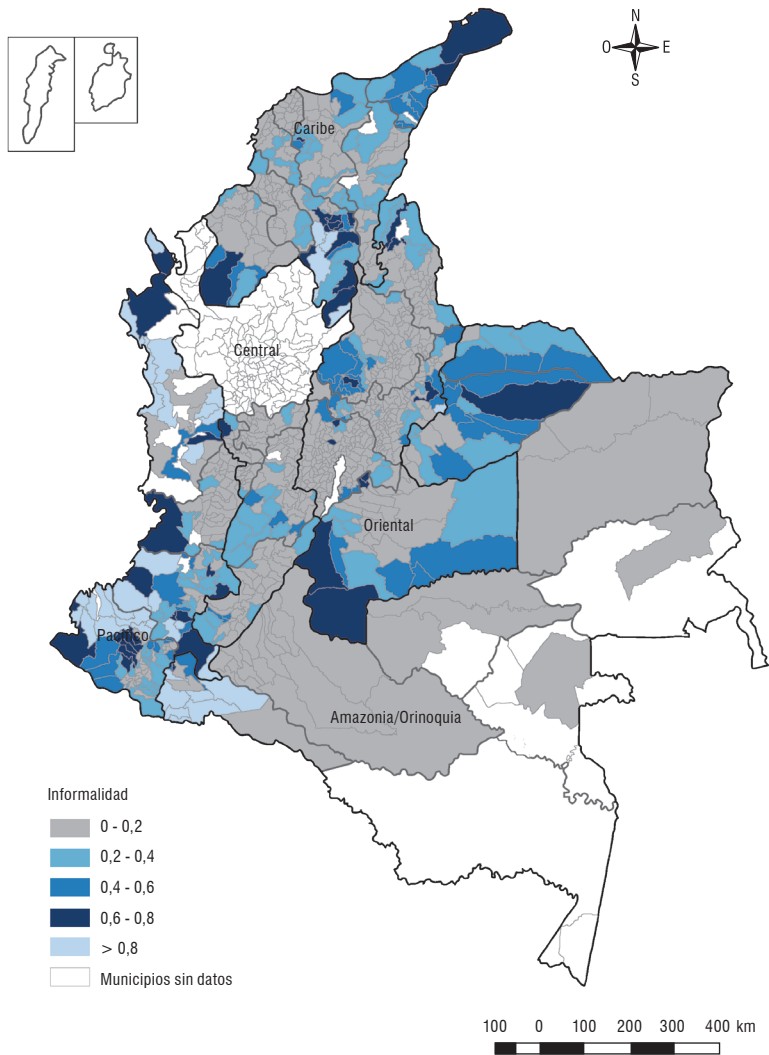 N
O E
S
Caribe
Central
Oriental
Pacífico
Amazonia/Orinoquia
Informalidad
0 - 0,2
0,2 - 0,4
0,4 - 0,6
0,6 - 0,8
> 0,8
Municipios sin datos
100 0 100 200 300 400 km